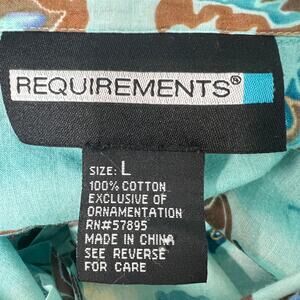 REQUIREMENTS®
SIZE: L
100% COTTON
EXCLUSIVE OF
ORNAMENTATION
RN#57895
MADE IN CHINA
SEE REVERSE
FOR CARE